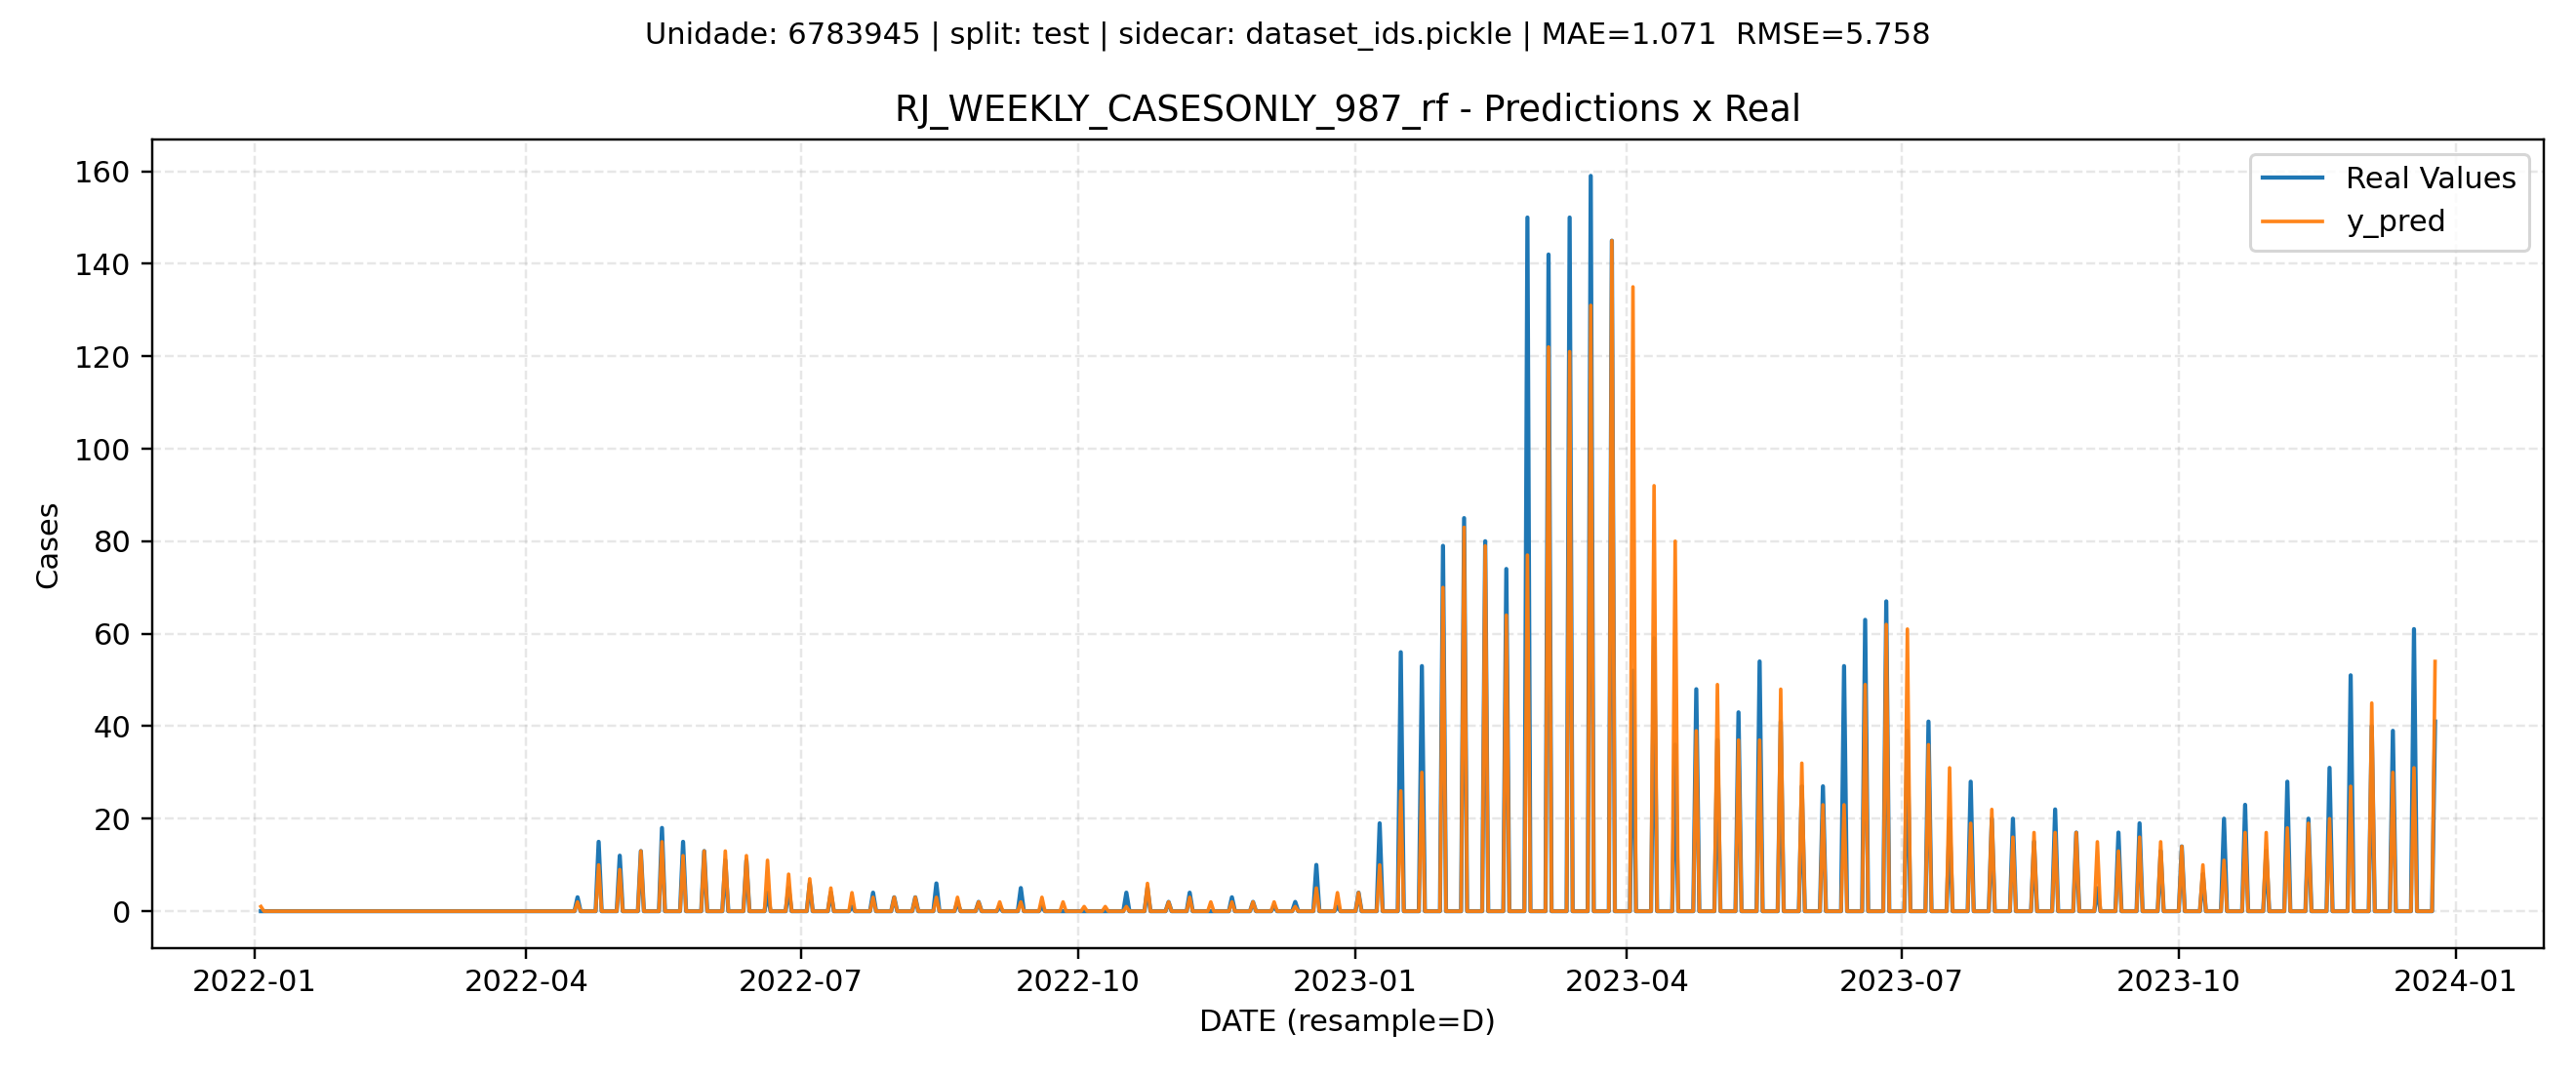 Unidade: 6783945 | split: test | sidecar: dataset_ids.pickle | MAE=1.071  RMSE=5.758
RJ_WEEKLY_CASESONLY_987_rf - Predictions x Real
Real Values
y_pred
160
140
120
100
80
60
40
20
0
Cases
2022-01 2022-04 2022-07 2022-10 2023-01 2023-04 2023-07 2023-10 2024-01
DATE (resample=D)